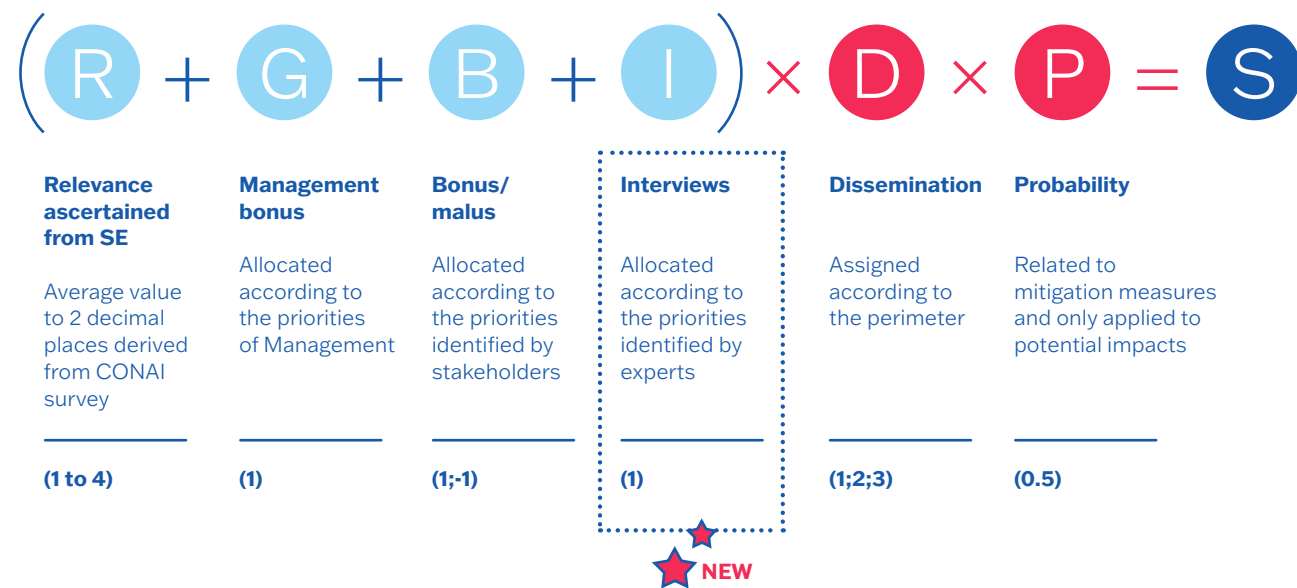 (R + G + B + I) × D × P = S
Relevance
ascertained
from SE
Average value
to 2 decimal
places derived
from CONAI
survey
(1 to 4)
Management
bonus
Allocated
according to
the priorities
of Management
(1)
Bonus/
malus
Allocated
according to
the priorities
identified by
stakeholders
(1;-1)
Interviews
Allocated
according to
the priorities
identified by
experts
(1)
NEW
Dissemination
Assigned
according to
the perimeter
(1;2;3)
Probability
Related to
mitigation measures
and only applied to
potential impacts
(0.5)